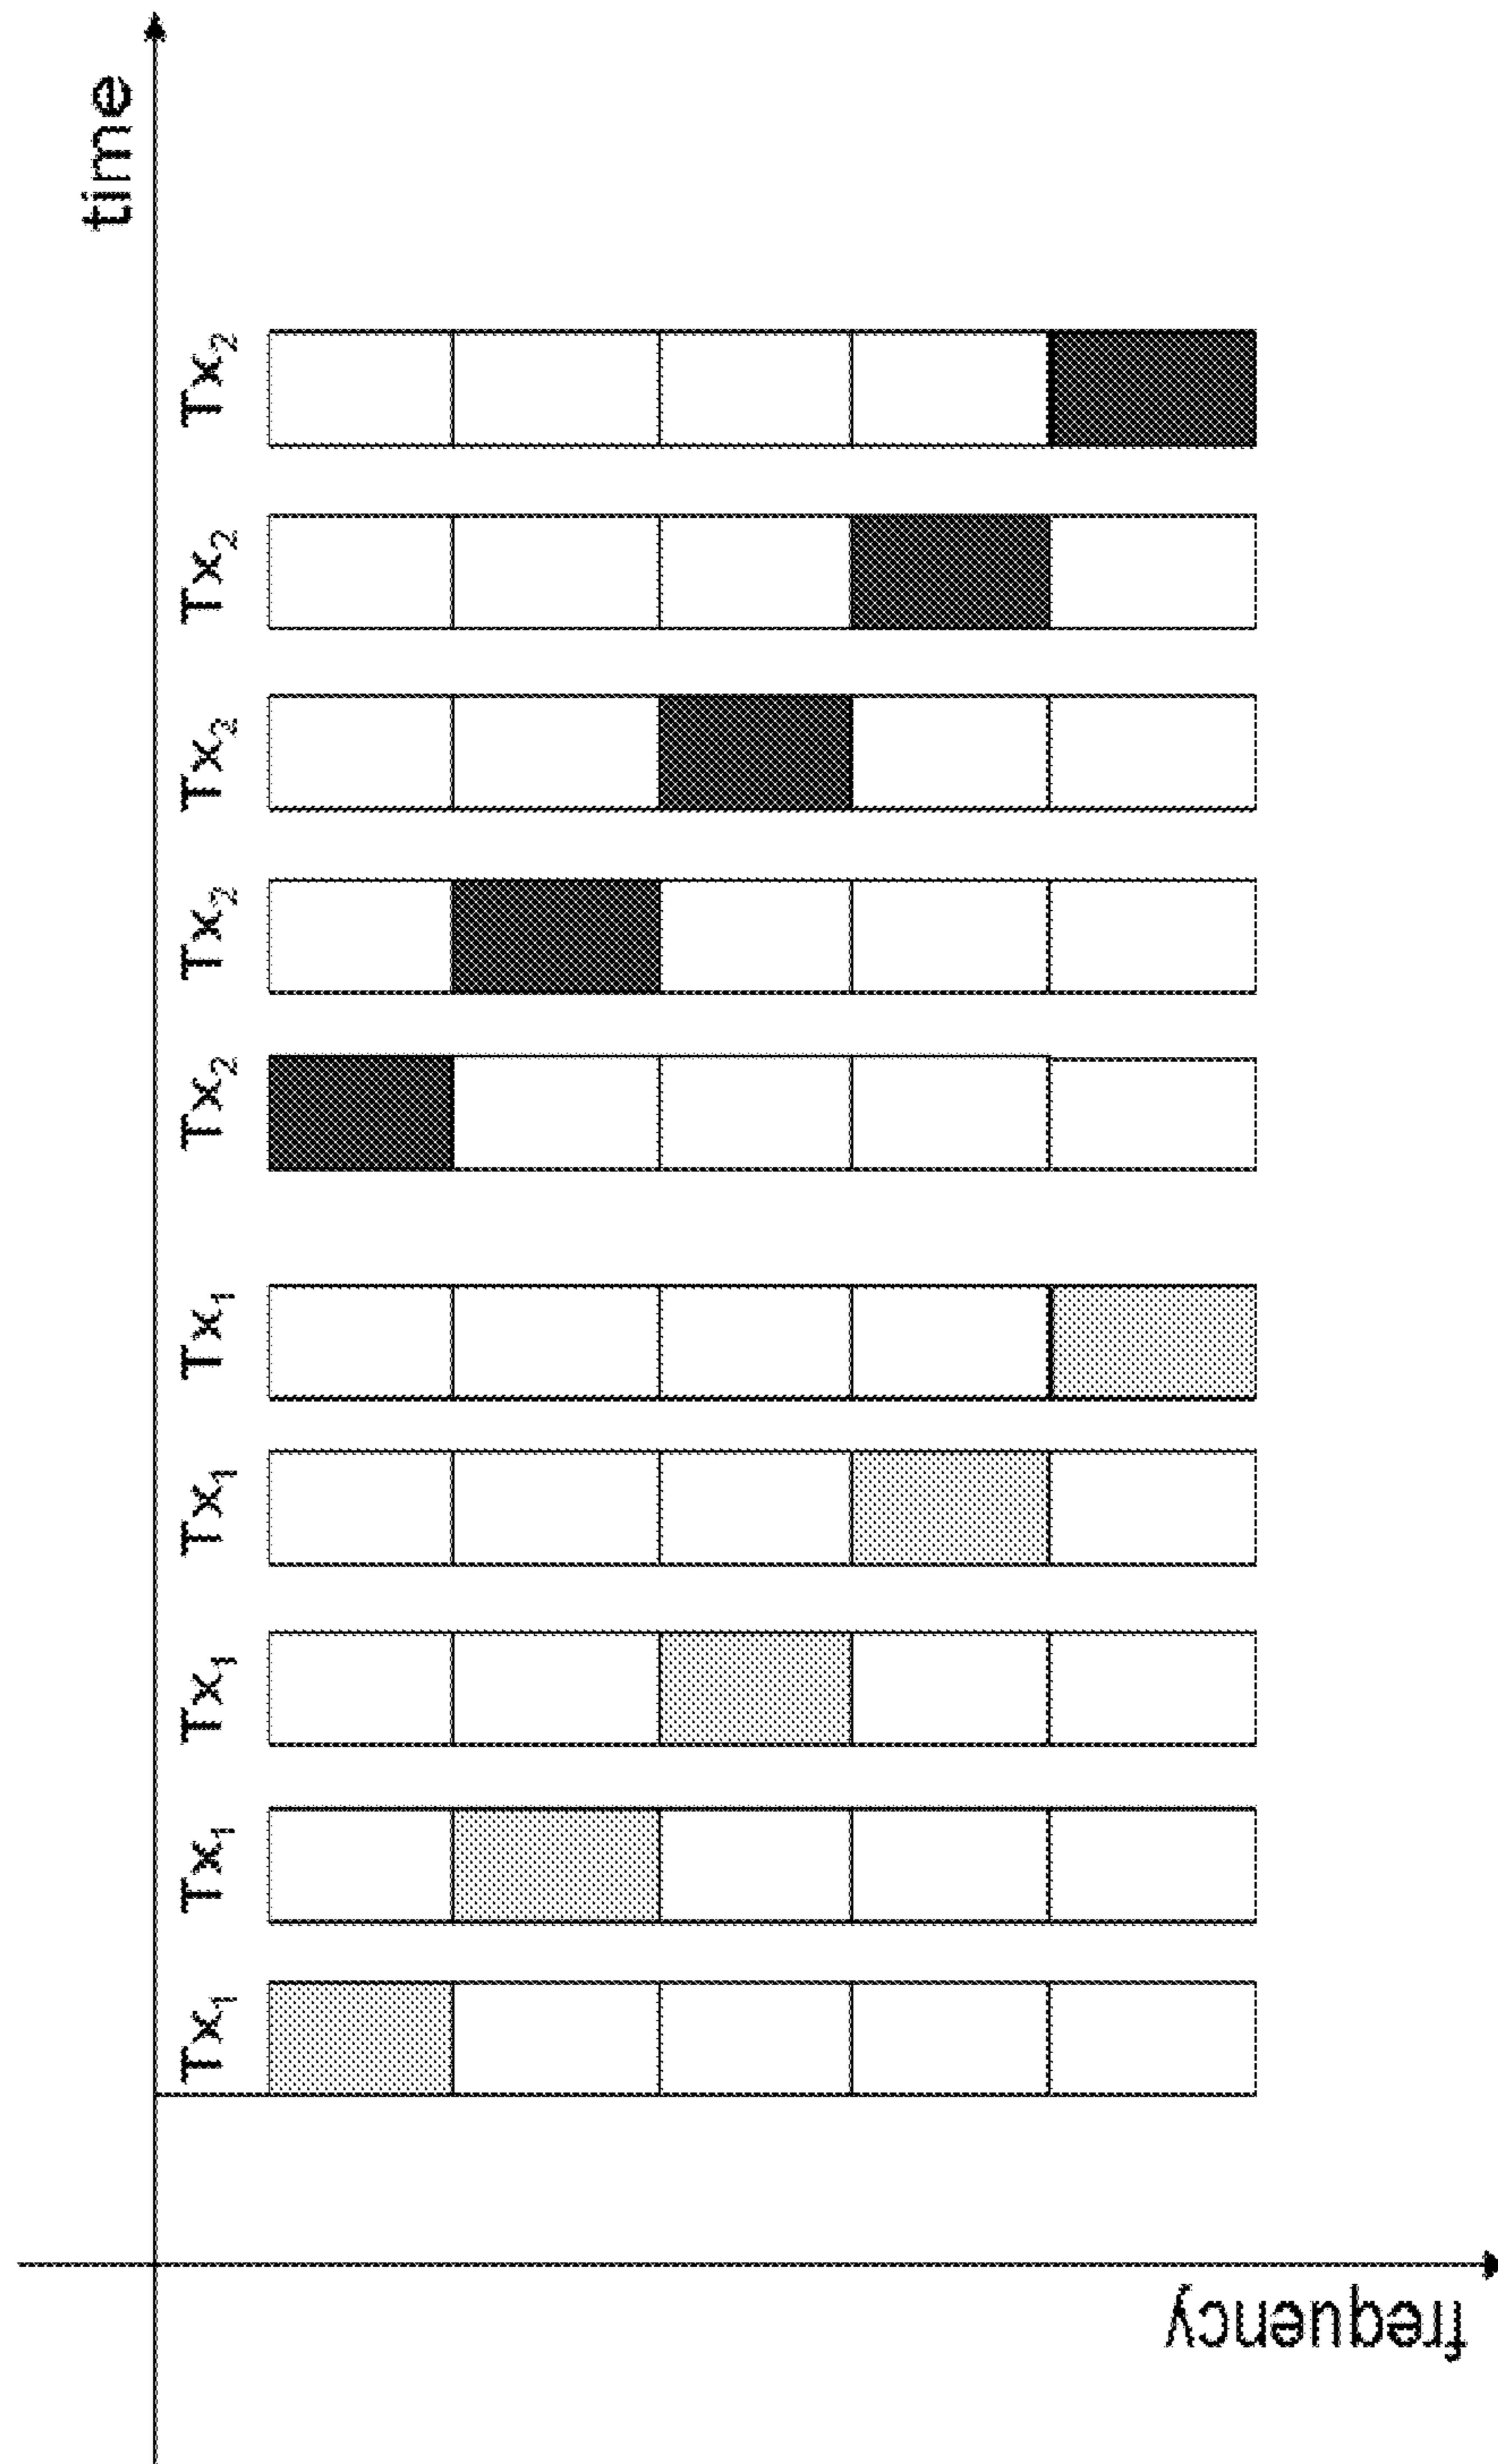 time
Tx₁ Tx₁ Tx₁ Tx₁ Tx₁ Tx₂ Tx₂ Tx₂ Tx₂ Tx₂
frequency